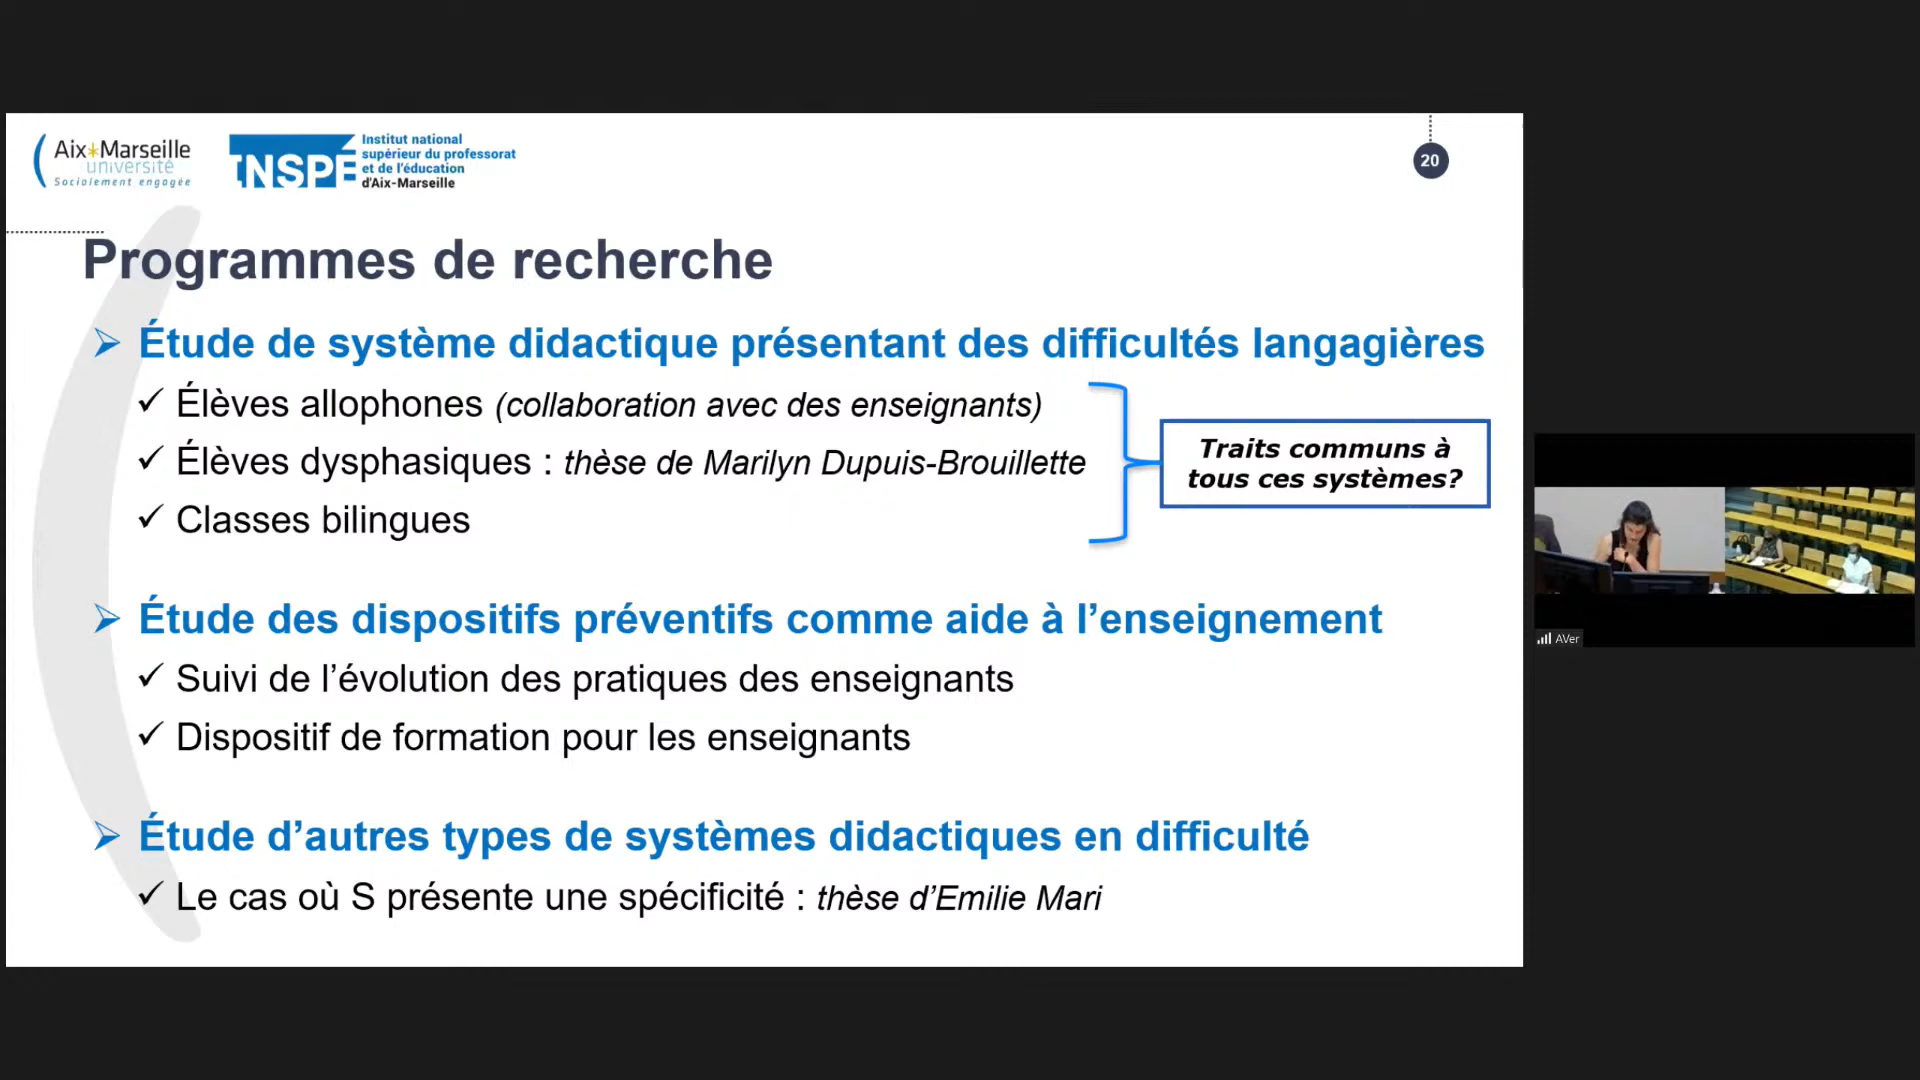 Aix*Marseille
université
Socialement engagée
INSPÉ
Institut national
supérieur du professorat
et de l'éducation
d'Aix-Marseille
20
Programmes de recherche
Étude de système didactique présentant des difficultés langagières
Élèves allophones (collaboration avec des enseignants)
Élèves dysphasiques : thèse de Marilyn Dupuis-Brouillette
Classes bilingues
Traits communs à
tous ces systèmes?
Étude des dispositifs préventifs comme aide à l’enseignement
Suivi de l’évolution des pratiques des enseignants
Dispositif de formation pour les enseignants
Étude d’autres types de systèmes didactiques en difficulté
Le cas où S présente une spécificité : thèse d’Emilie Mari
AVer